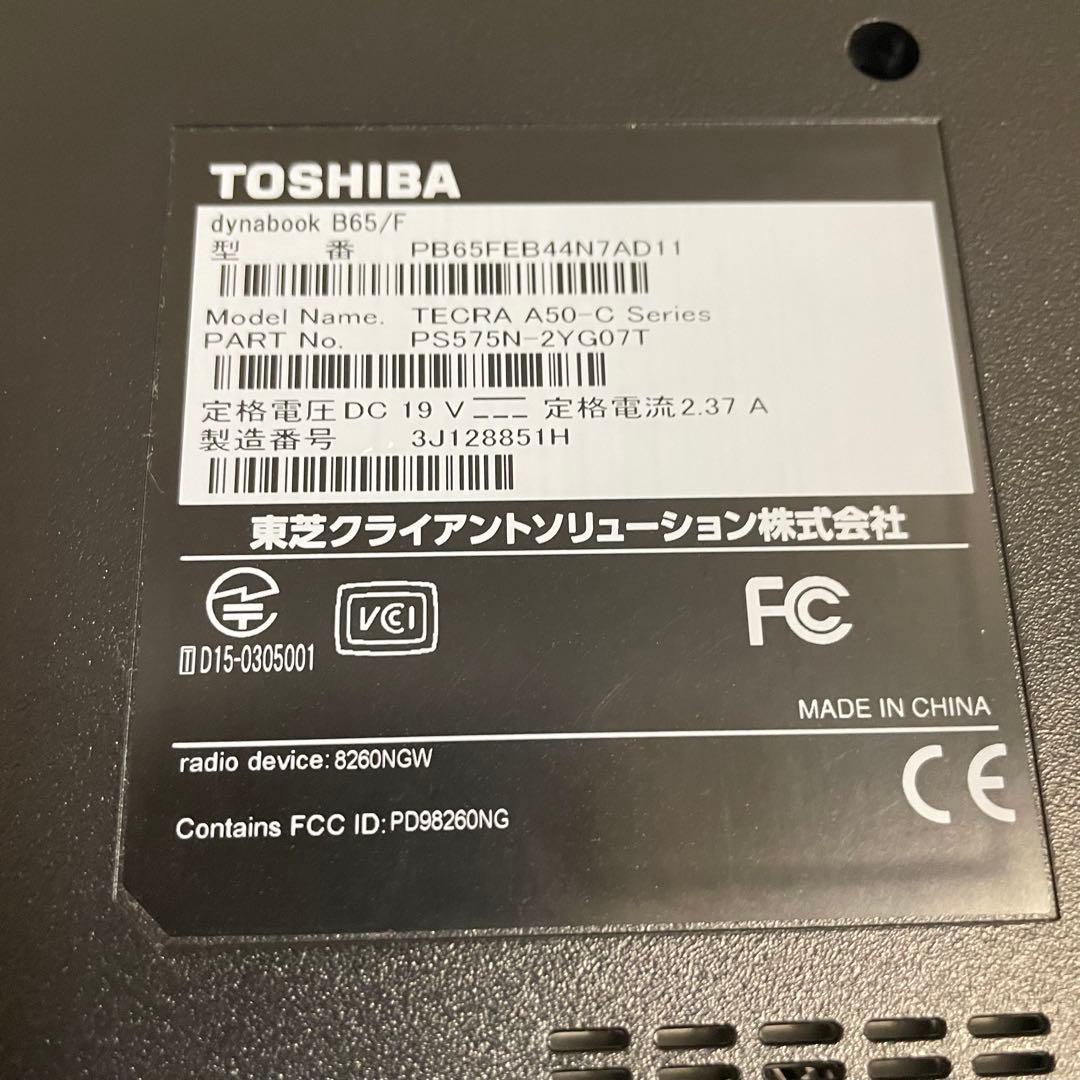 TOSHIBA
dynabook B65/F
型 番 PB65FEB44N7AD11
Model Name. TECRA A50-C Series
PART No. PS575N-2YG07T
定格電圧DC 19 V 定格電流2.37 A
製造番号 3J128851H
東芝クライアントソリューション株式会社
VCI
FC
T D15-0305001
MADE IN CHINA
radio device: 8260NGW
CE
Contains FCC ID: PD98260NG